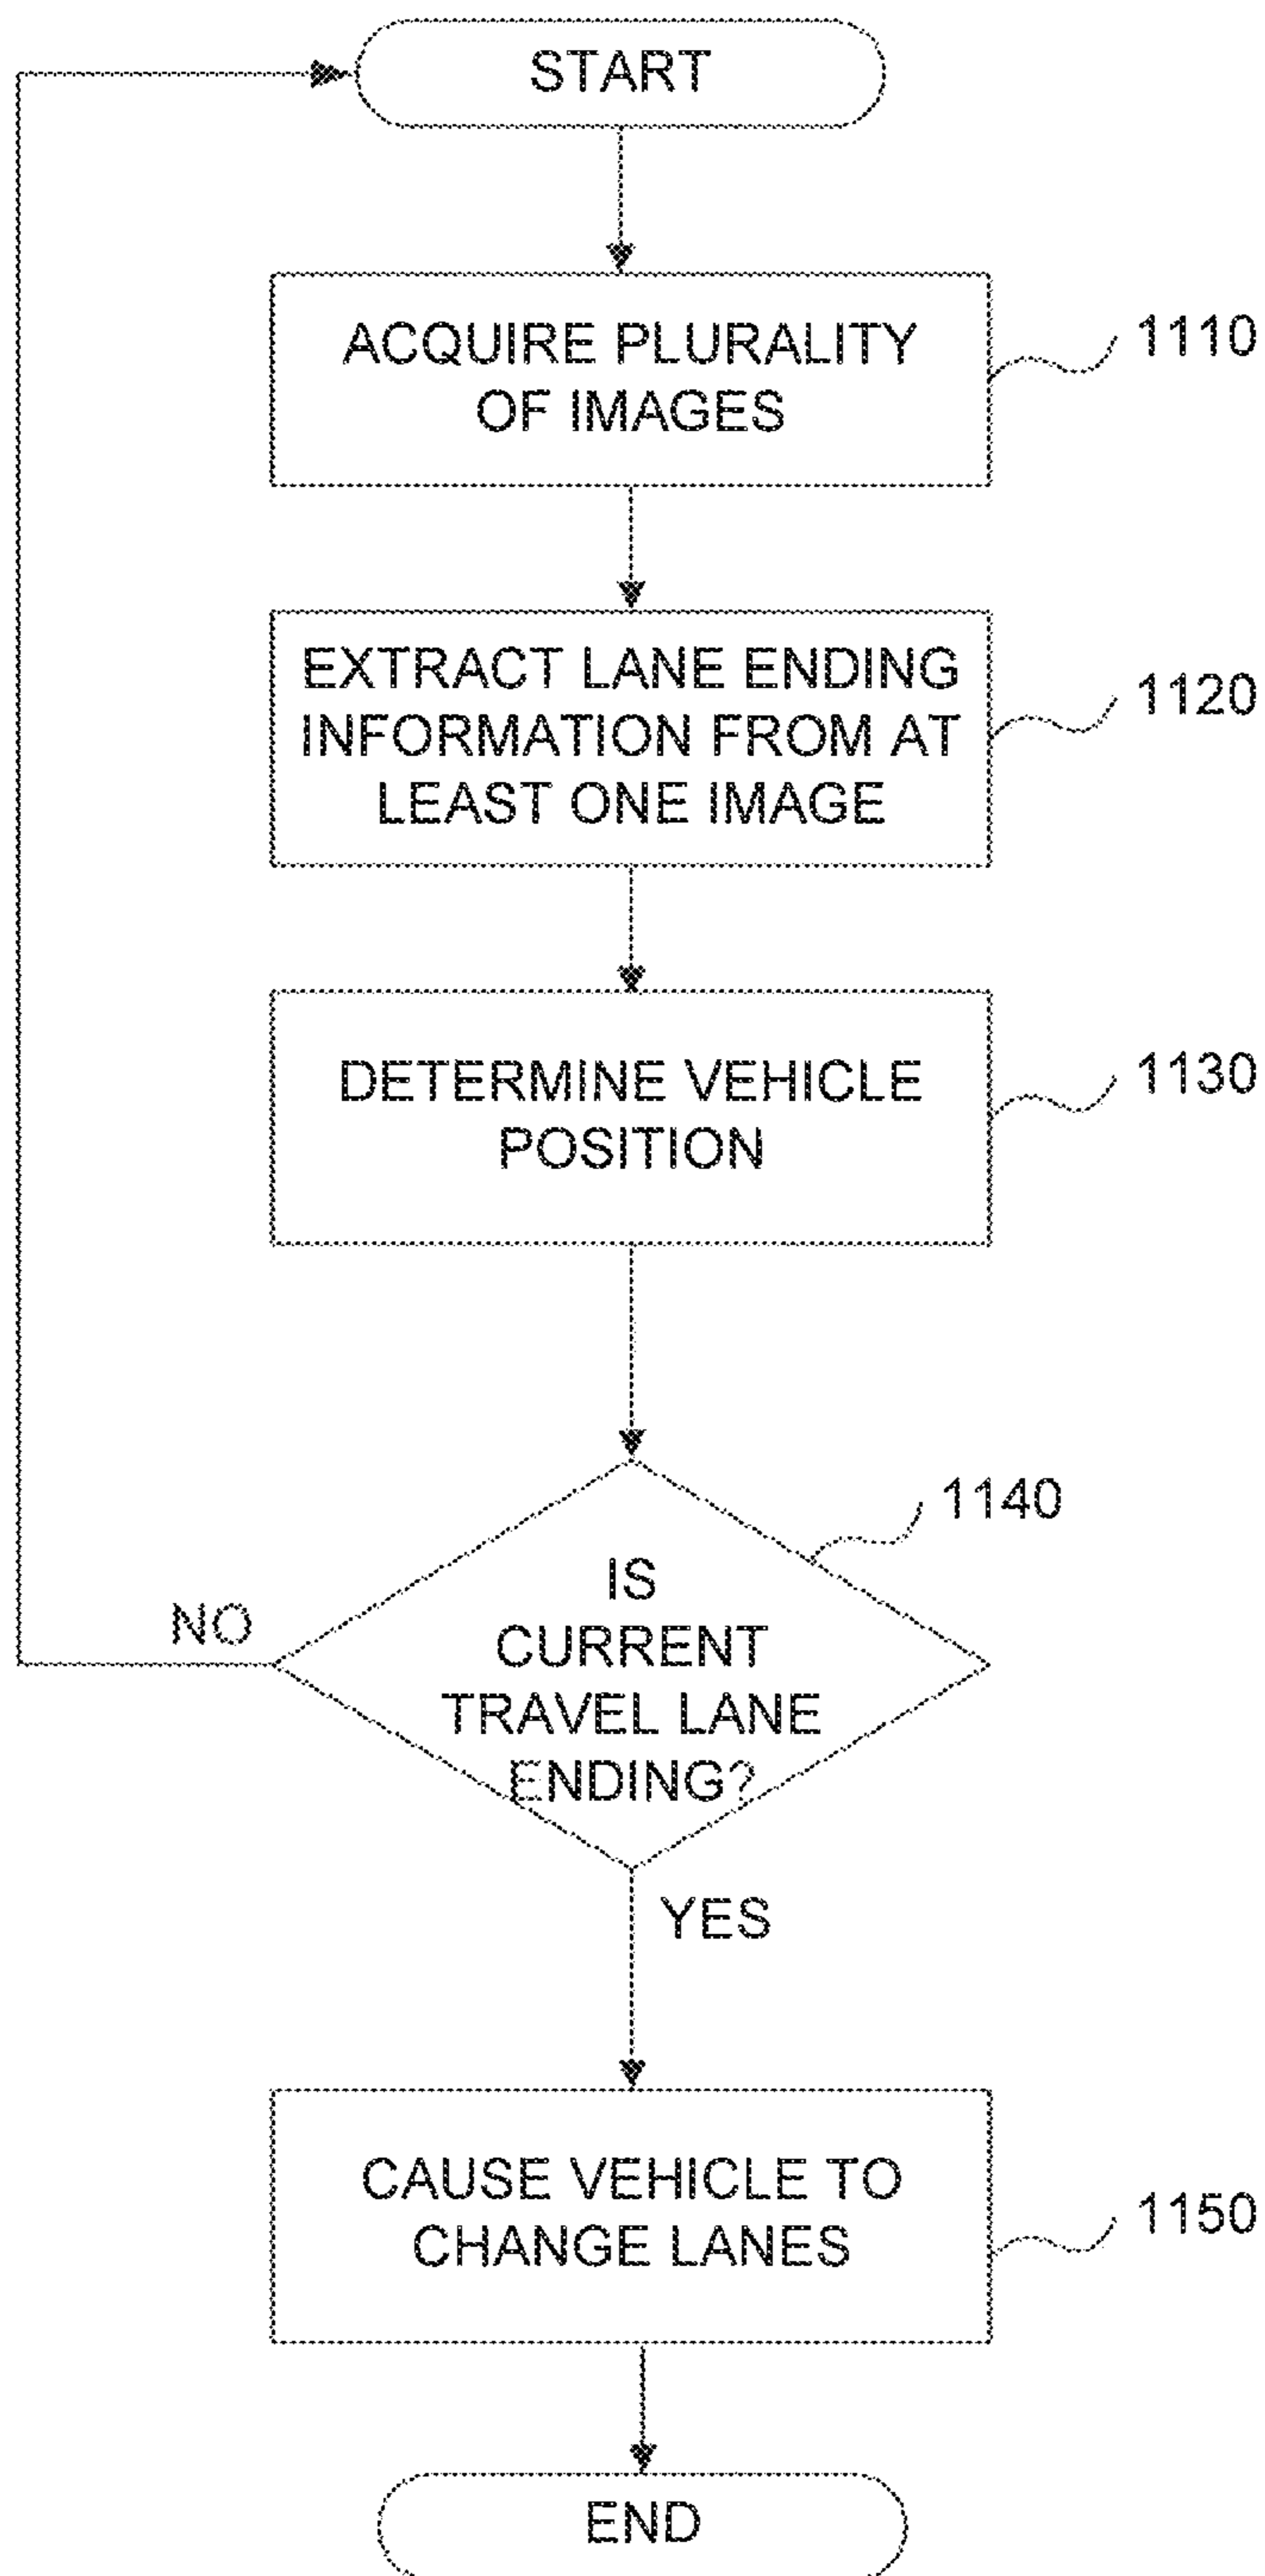 START
ACQUIRE PLURALITY
OF IMAGES
1110
EXTRACT LANE ENDING
INFORMATION FROM AT
LEAST ONE IMAGE
1120
DETERMINE VEHICLE
POSITION
1130
1140
IS
CURRENT
TRAVEL LANE
ENDING?
NO
YES
CAUSE VEHICLE TO
CHANGE LANES
1150
END